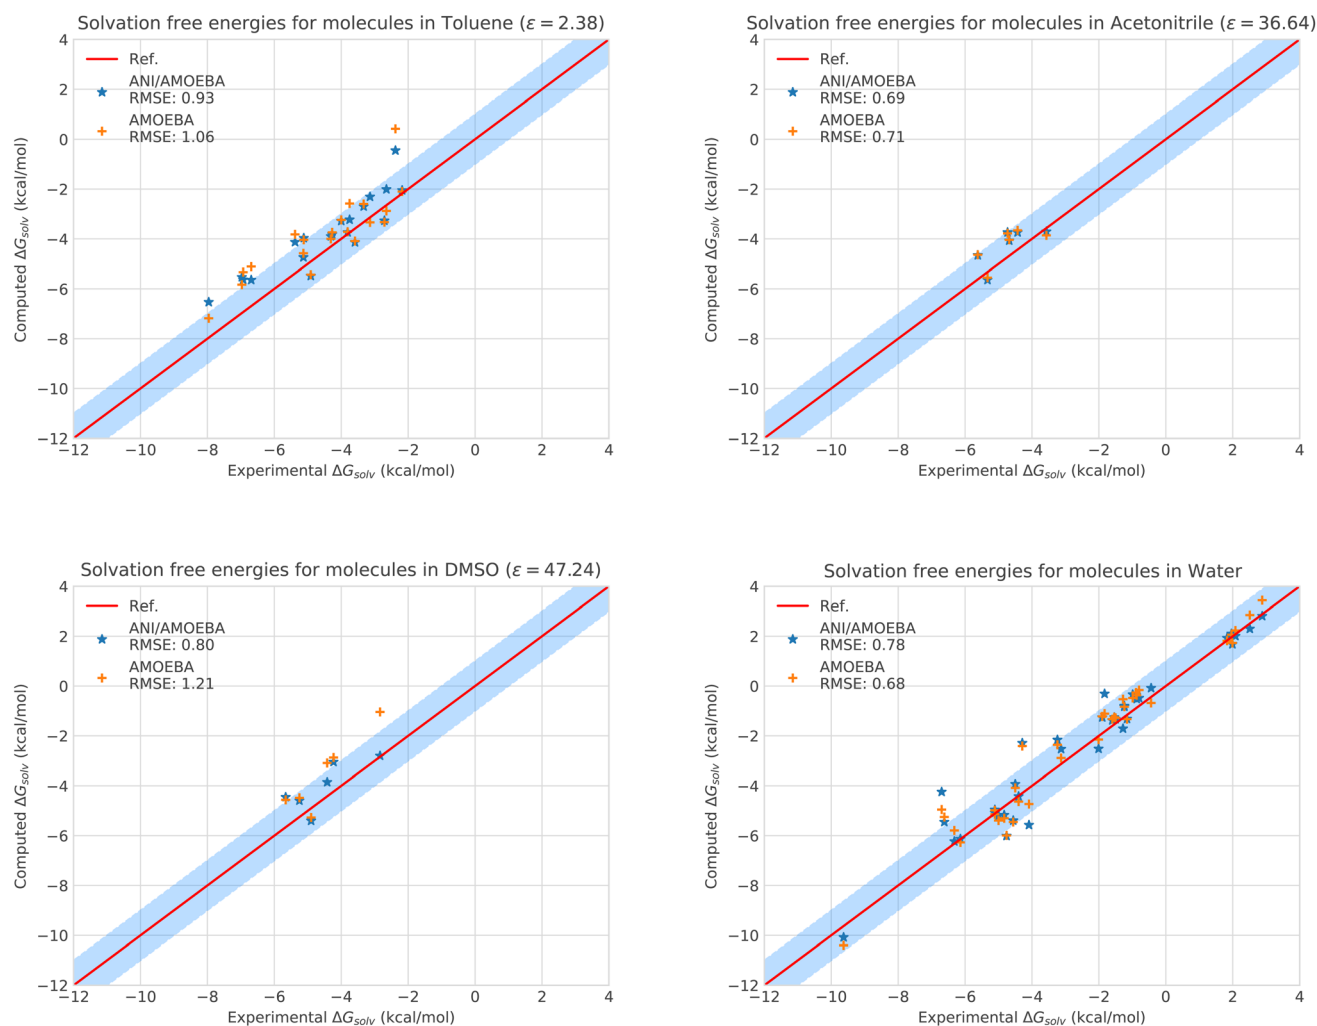 Solvation free energies for molecules in Toluene (ε = 2.38)
Ref.
ANI/AMOEBA
RMSE: 0.93
AMOEBA
RMSE: 1.06
4
2
0
−2
−4
−6
−8
−10
−12
Computed ΔG_solv (kcal/mol)
−12 −10 −8 −6 −4 −2 0 2 4
Experimental ΔG_solv (kcal/mol)
Solvation free energies for molecules in Acetonitrile (ε = 36.64)
Ref.
ANI/AMOEBA
RMSE: 0.69
AMOEBA
RMSE: 0.71
4
2
0
−2
−4
−6
−8
−10
−12
Computed ΔG_solv (kcal/mol)
−12 −10 −8 −6 −4 −2 0 2 4
Experimental ΔG_solv (kcal/mol)
Solvation free energies for molecules in DMSO (ε = 47.24)
Ref.
ANI/AMOEBA
RMSE: 0.80
AMOEBA
RMSE: 1.21
4
2
0
−2
−4
−6
−8
−10
−12
Computed ΔG_solv (kcal/mol)
−12 −10 −8 −6 −4 −2 0 2 4
Experimental ΔG_solv (kcal/mol)
Solvation free energies for molecules in Water
Ref.
ANI/AMOEBA
RMSE: 0.78
AMOEBA
RMSE: 0.68
4
2
0
−2
−4
−6
−8
−10
−12
Computed ΔG_solv (kcal/mol)
−12 −10 −8 −6 −4 −2 0 2 4
Experimental ΔG_solv (kcal/mol)